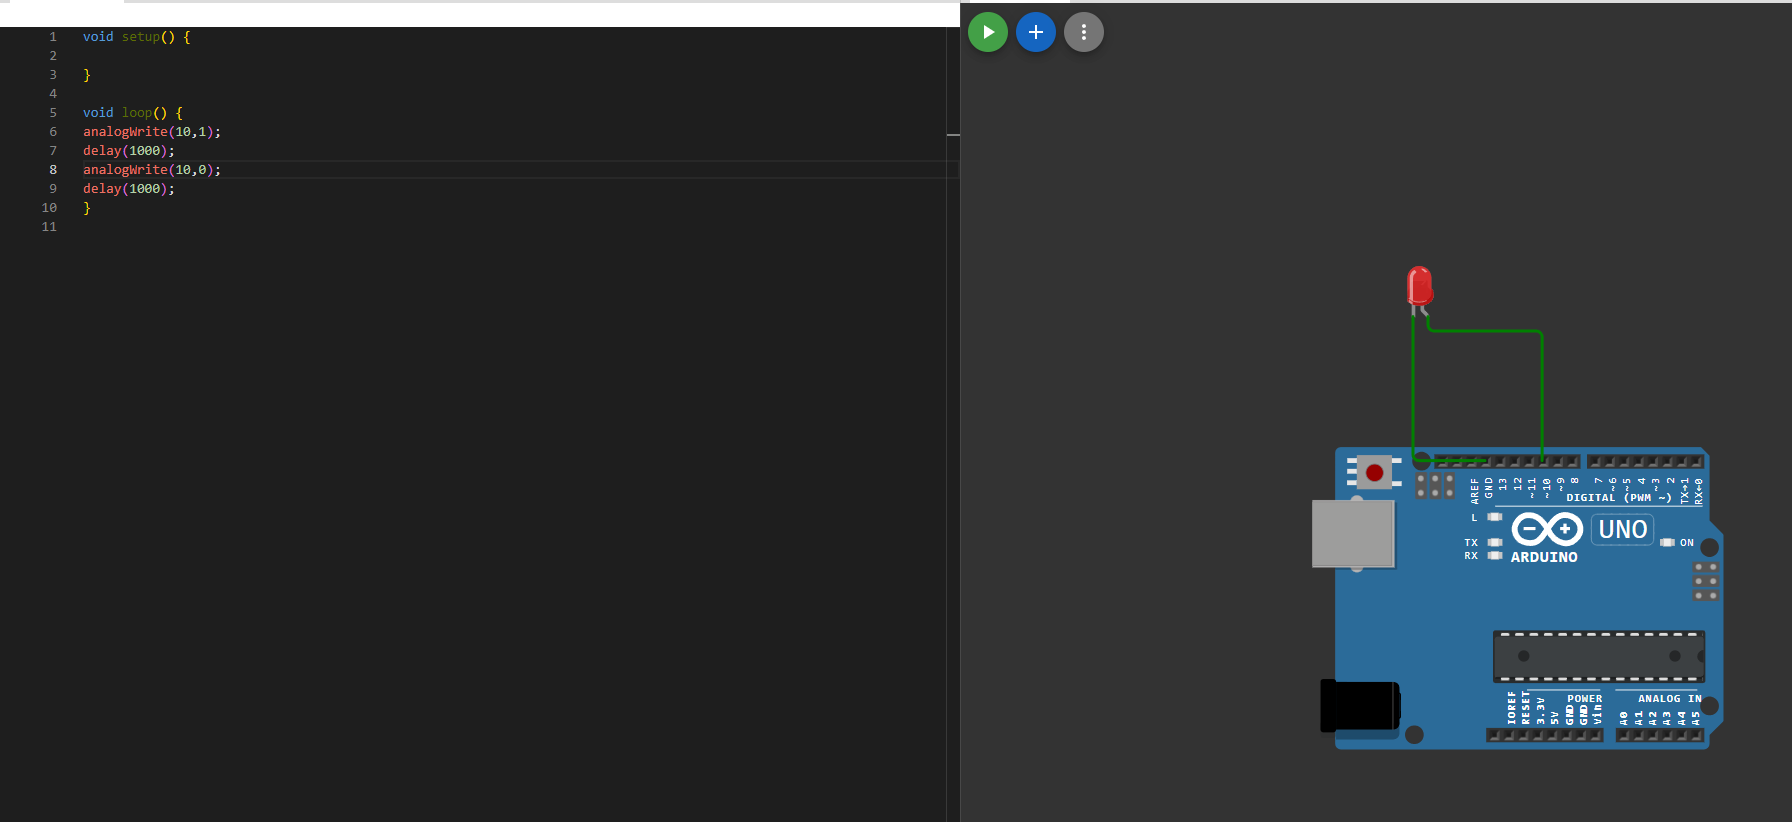 1 void setup() {
2
3 }
4
5 void loop() {
6 analogWrite(10,1);
7 delay(1000);
8 analogWrite(10,0);
9 delay(1000);
10 }
11
AREF GND 13 12 ~11 ~10 ~9 8 7 ~6 ~5 4 ~3 2 TX→1 RX←0
DIGITAL (PWM ~)
L
TX
RX
UNO
ON
ARDUINO
POWER ANALOG IN
IOREF RESET 3.3V 5V GND GND Vin A0 A1 A2 A3 A4 A5